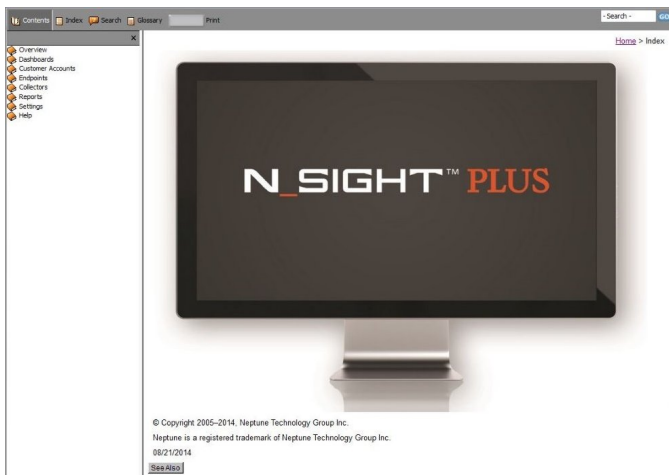 Contents Index Search Glossary Print
- Search - GO
×
Home > Index
Overview
Dashboards
Customer Accounts
Endpoints
Collectors
Reports
Settings
Help
N_SIGHT™ PLUS
© Copyright 2005–2014, Neptune Technology Group Inc.
Neptune is a registered trademark of Neptune Technology Group Inc.
08/21/2014
See Also